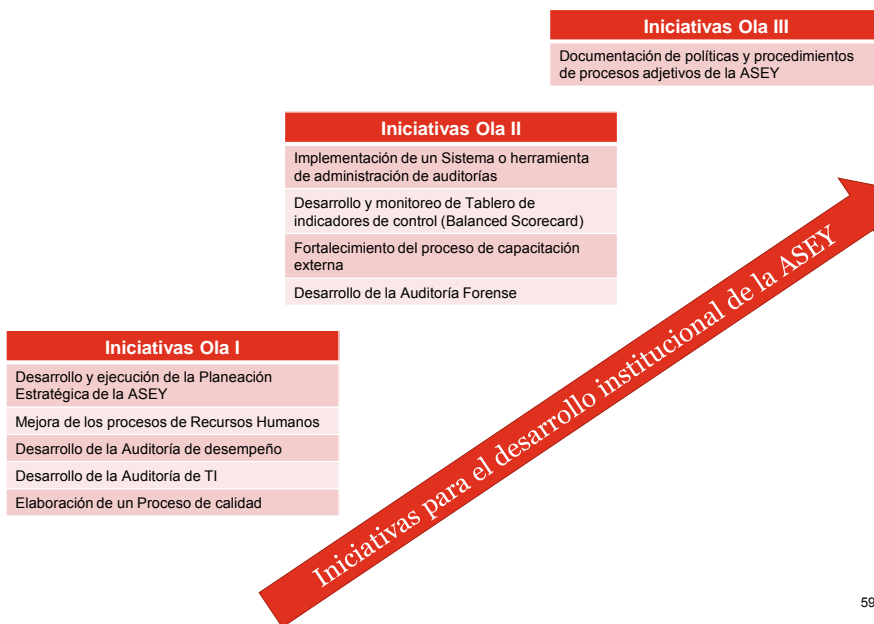 Iniciativas Ola III
Documentación de políticas y procedimientos
de procesos adjetivos de la ASEY
Iniciativas Ola II
Implementación de un Sistema o herramienta
de administración de auditorías
Desarrollo y monitoreo de Tablero de
indicadores de control (Balanced Scorecard)
Fortalecimiento del proceso de capacitación
externa
Desarrollo de la Auditoría Forense
Iniciativas Ola I
Desarrollo y ejecución de la Planeación
Estratégica de la ASEY
Mejora de los procesos de Recursos Humanos
Desarrollo de la Auditoría de desempeño
Desarrollo de la Auditoría de TI
Elaboración de un Proceso de calidad
Iniciativas para el desarrollo institucional de la ASEY
59